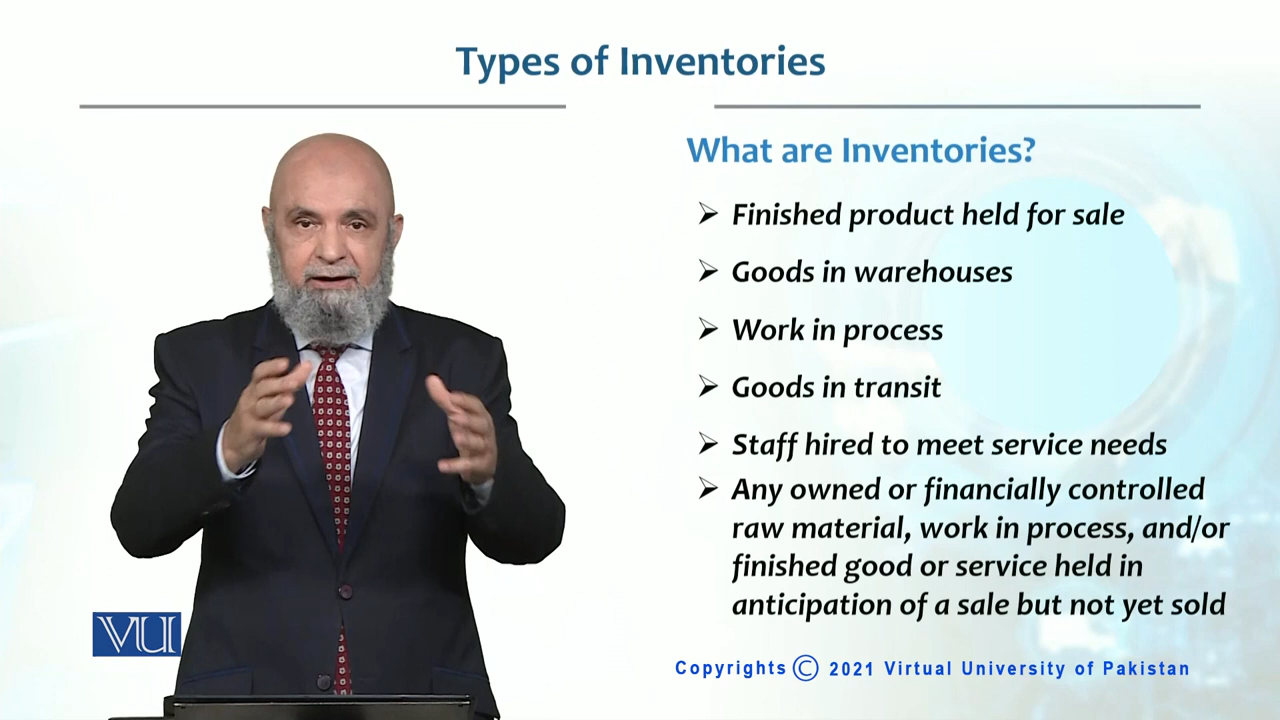 Types of Inventories
What are Inventories?
➢ Finished product held for sale
➢ Goods in warehouses
➢ Work in process
➢ Goods in transit
➢ Staff hired to meet service needs
➢ Any owned or financially controlled
raw material, work in process, and/or
finished good or service held in
anticipation of a sale but not yet sold
VU
Copyrights © 2021 Virtual University of Pakistan